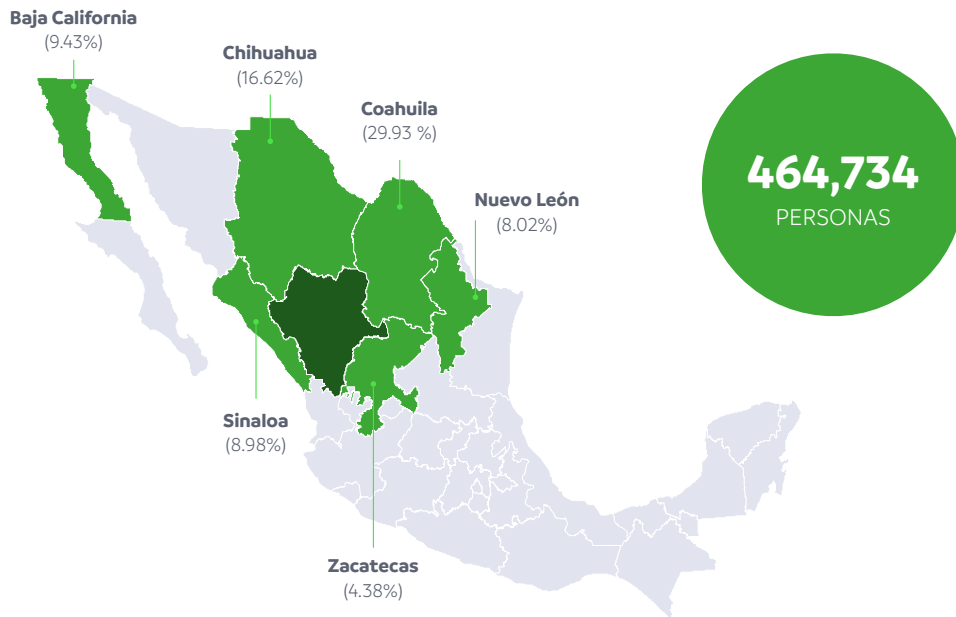 Baja California
(9.43%)
Chihuahua
(16.62%)
Coahuila
(29.93 %)
Nuevo León
(8.02%)
464,734
PERSONAS
Sinaloa
(8.98%)
Zacatecas
(4.38%)